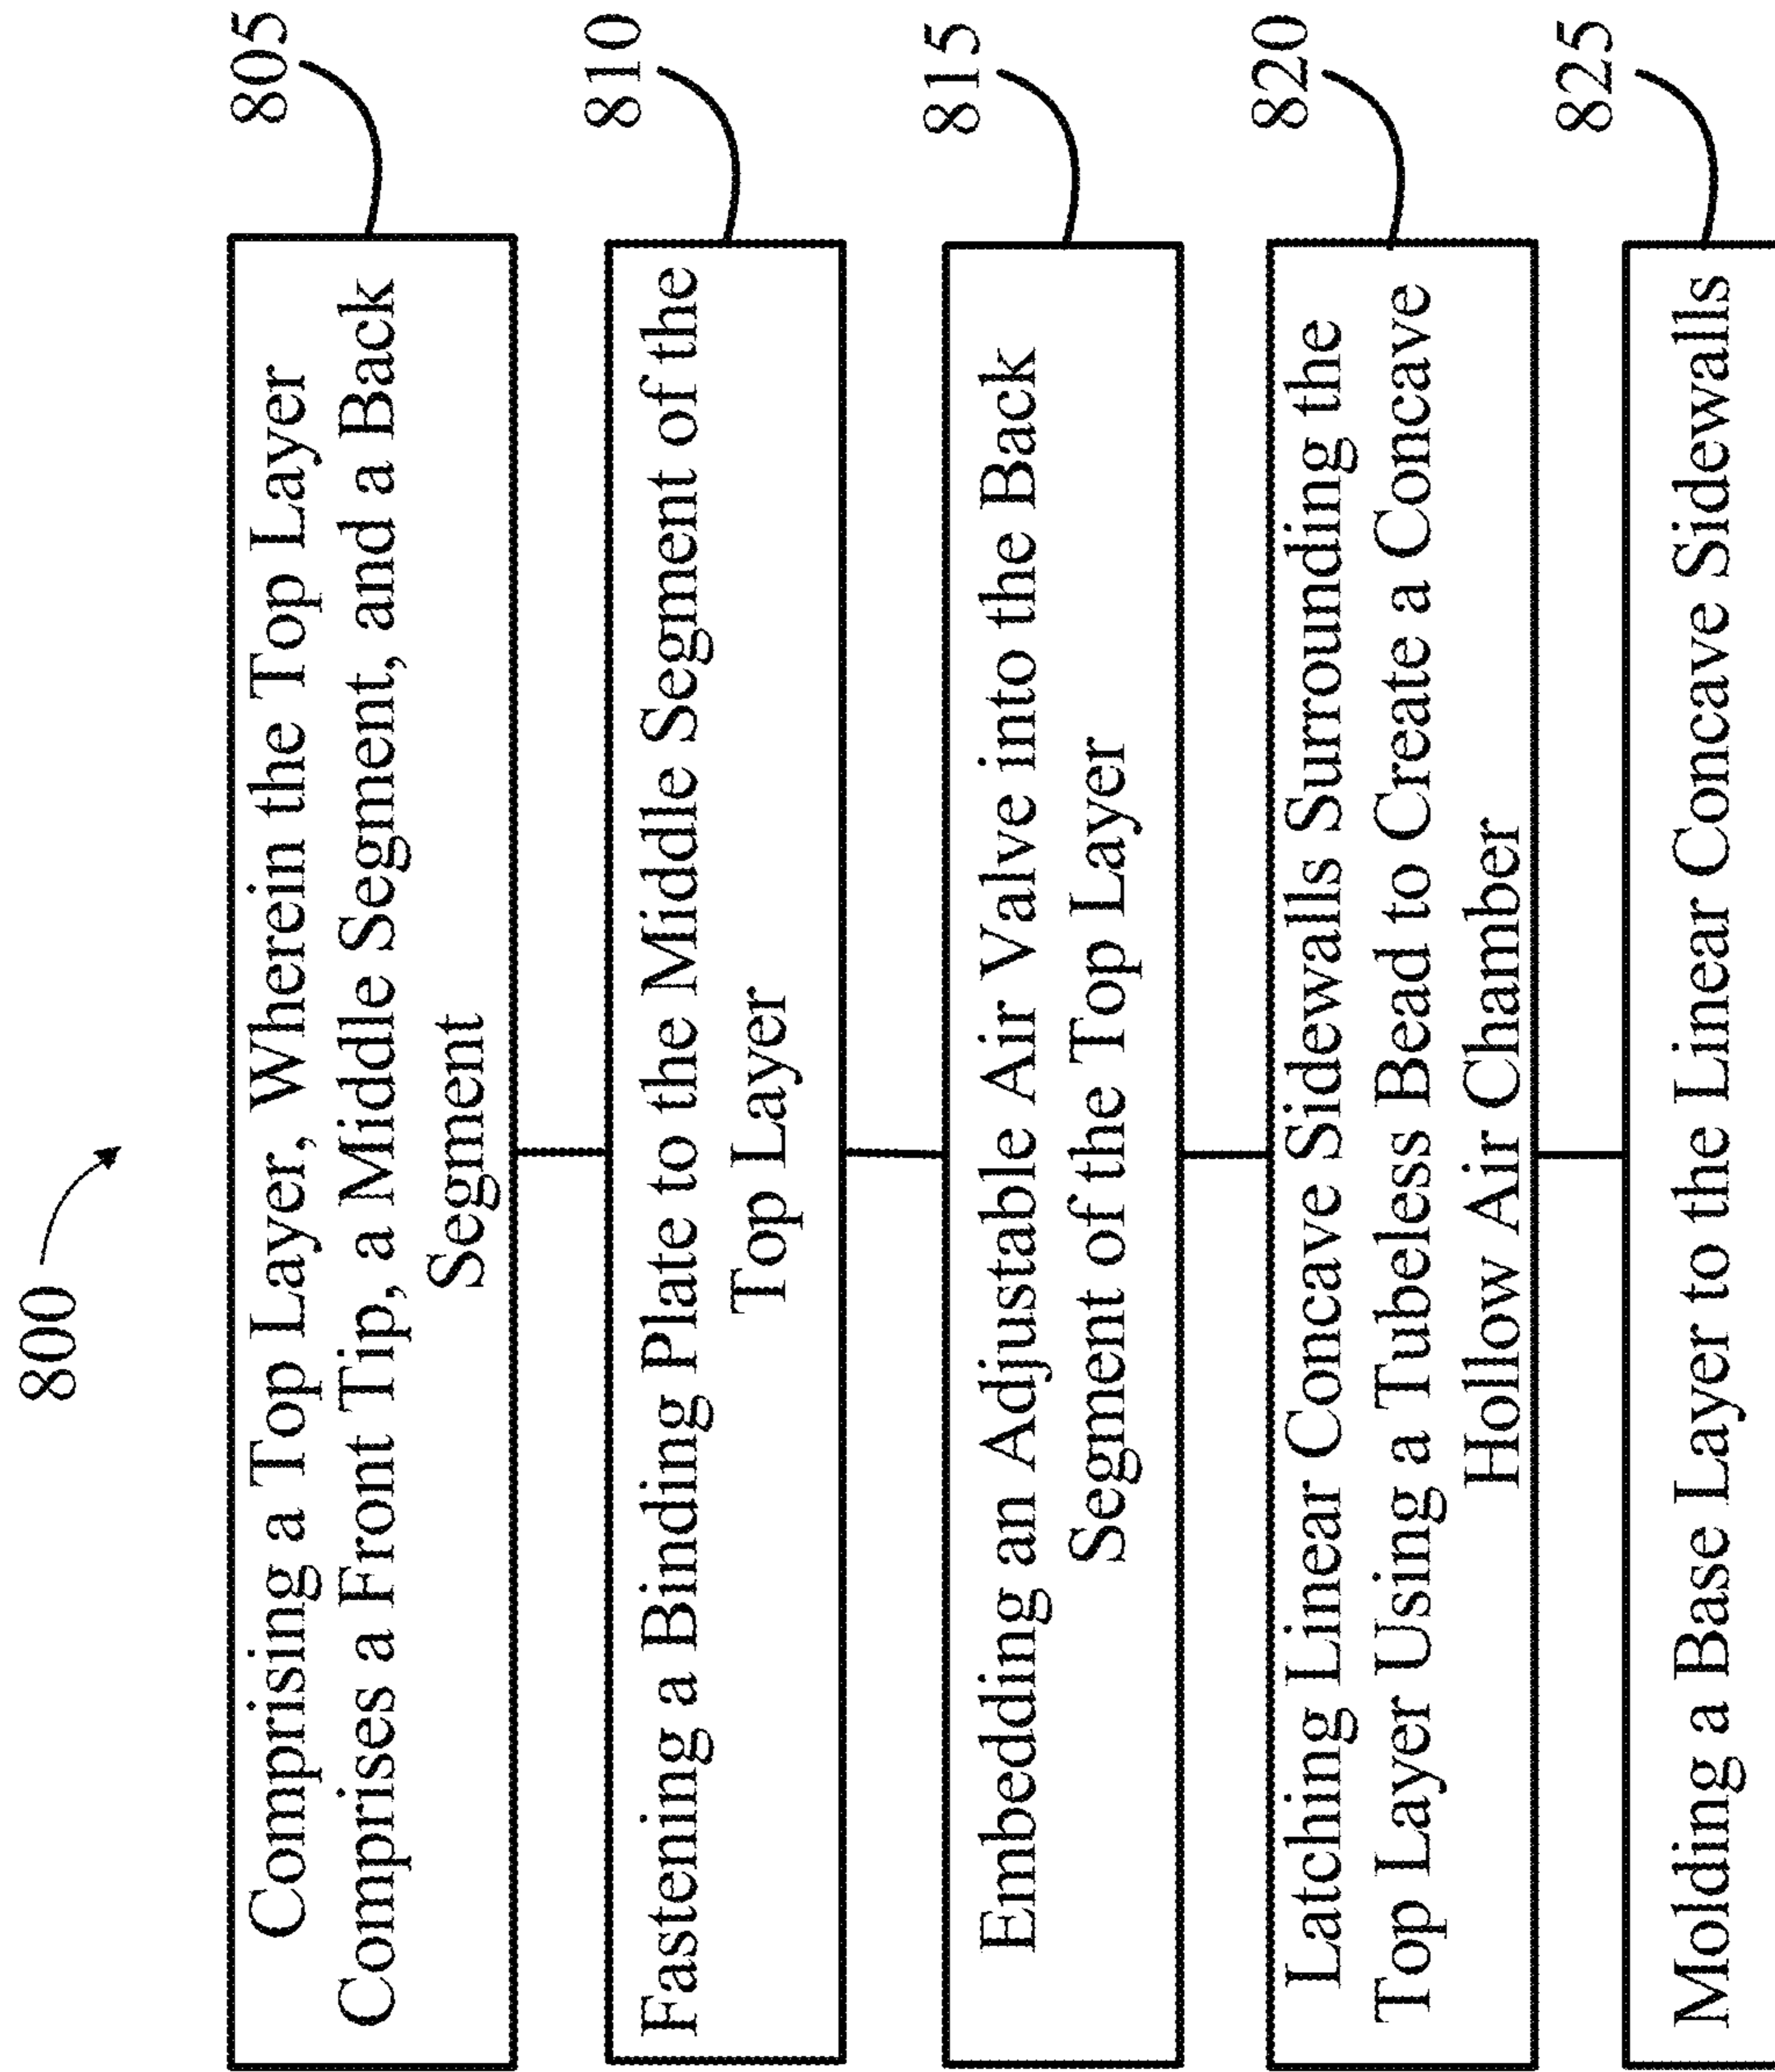 800
Comprising a Top Layer, Wherein the Top Layer
Comprises a Front Tip, a Middle Segment, and a Back
Segment
805
Fastening a Binding Plate to the Middle Segment of the
Top Layer
810
Embedding an Adjustable Air Valve into the Back
Segment of the Top Layer
815
Latching Linear Concave Sidewalls Surrounding the
Top Layer Using a Tubeless Bead to Create a Concave
Hollow Air Chamber
820
Molding a Base Layer to the Linear Concave Sidewalls
825